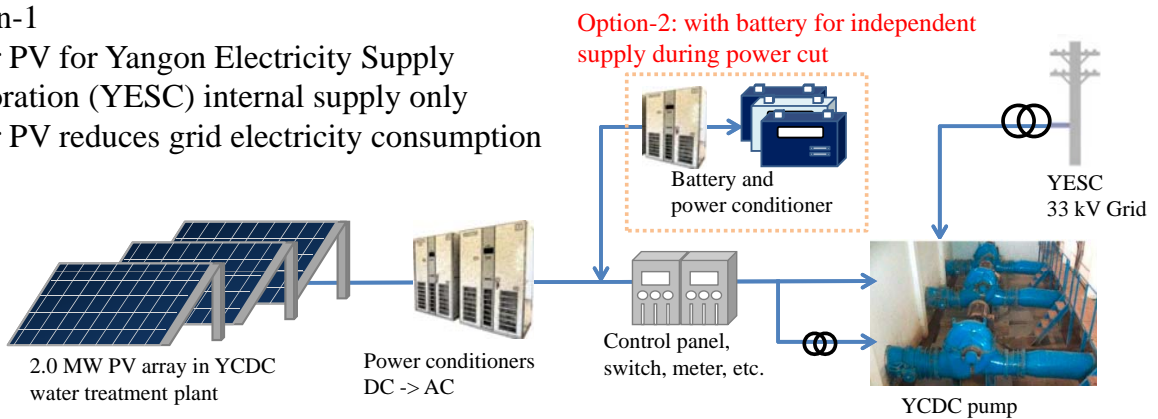 n-1
PV for Yangon Electricity Supply
oration (YESC) internal supply only
PV reduces grid electricity consumption
Option-2: with battery for independent
supply during power cut
Battery and
power conditioner
YESC
33 kV Grid
2.0 MW PV array in YCDC
water treatment plant
Power conditioners
DC -> AC
Control panel,
switch, meter, etc.
YCDC pump